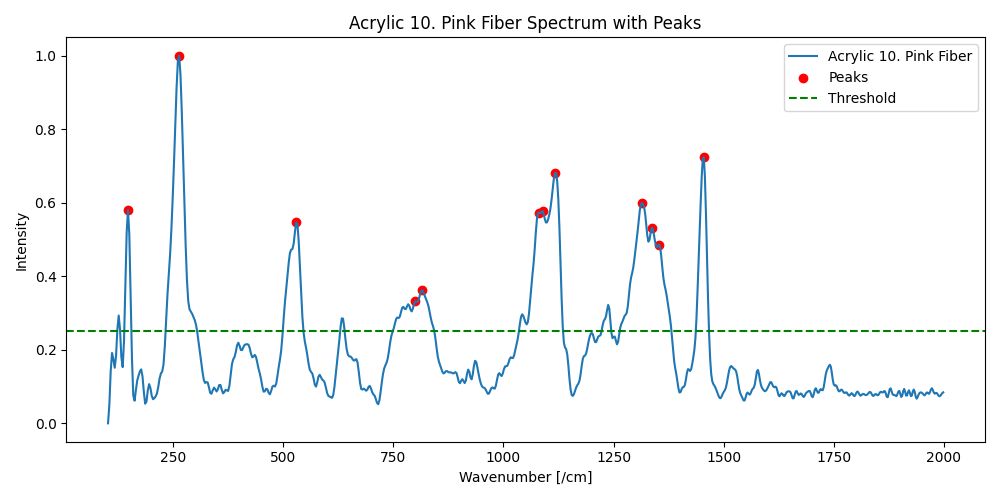 Acrylic 10. Pink Fiber Spectrum with Peaks
Acrylic 10. Pink Fiber
Peaks
Threshold
Intensity
1.0
0.8
0.6
0.4
0.2
0.0
250 500 750 1000 1250 1500 1750 2000
Wavenumber [/cm]